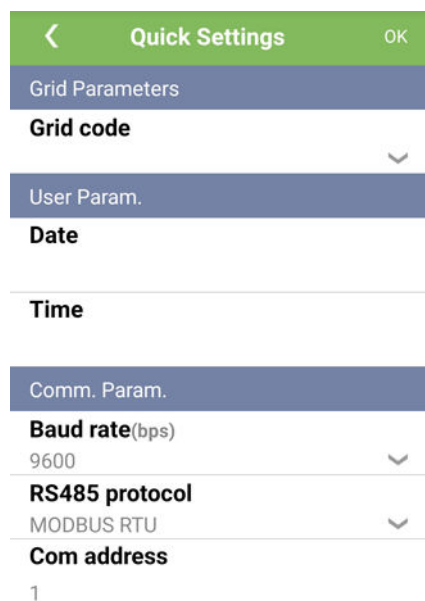 Quick Settings OK
Grid Parameters
Grid code
User Param.
Date
Time
Comm. Param.
Baud rate(bps)
9600
RS485 protocol
MODBUS RTU
Com address
1